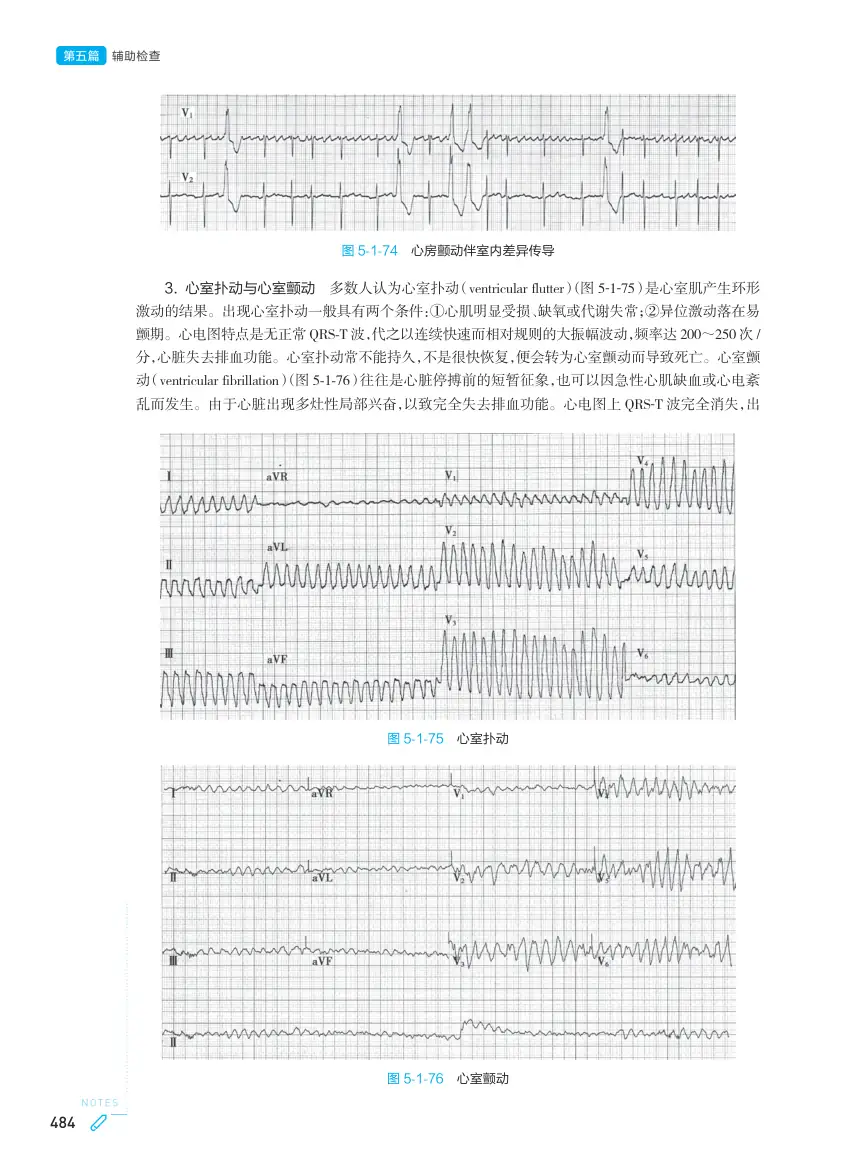 第五篇 辅助检查
V1
V2
图 5-1-74 心房颤动伴室内差异传导
3. 心室扑动与心室颤动 多数人认为心室扑动(ventricular flutter)(图 5-1-75)是心室肌产生环形
激动的结果。出现心室扑动一般具有两个条件:①心肌明显受损、缺氧或代谢失常;②异位激动落在易
颤期。心电图特点是无正常 QRS-T 波,代之以连续快速而相对规则的大振幅波动,频率达 200～250 次 /
分,心脏失去排血功能。心室扑动常不能持久,不是很快恢复,便会转为心室颤动而导致死亡。心室颤
动(ventricular fibrillation)(图 5-1-76)往往是心脏停搏前的短暂征象,也可以因急性心肌缺血或心电紊
乱而发生。由于心脏出现多灶性局部兴奋,以致完全失去排血功能。心电图上 QRS-T 波完全消失,出
I aVR V1 V4
II aVL V2 V5
III aVF V3 V6
图 5-1-75 心室扑动
I aVR V1 V4
II aVL V2 V5
III aVF V3 V6
II
图 5-1-76 心室颤动
NOTES
484